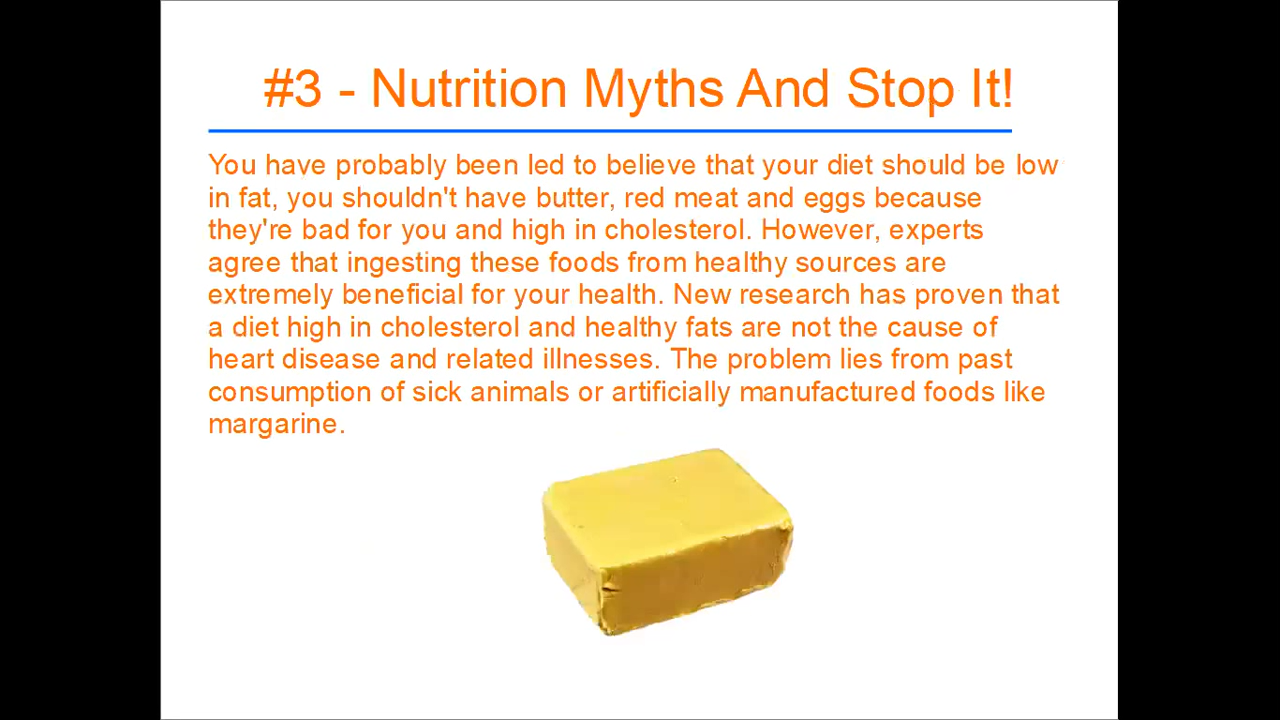 #3 - Nutrition Myths And Stop It!
You have probably been led to believe that your diet should be low
in fat, you shouldn't have butter, red meat and eggs because
they're bad for you and high in cholesterol. However, experts
agree that ingesting these foods from healthy sources are
extremely beneficial for your health. New research has proven that
a diet high in cholesterol and healthy fats are not the cause of
heart disease and related illnesses. The problem lies from past
consumption of sick animals or artificially manufactured foods like
margarine.